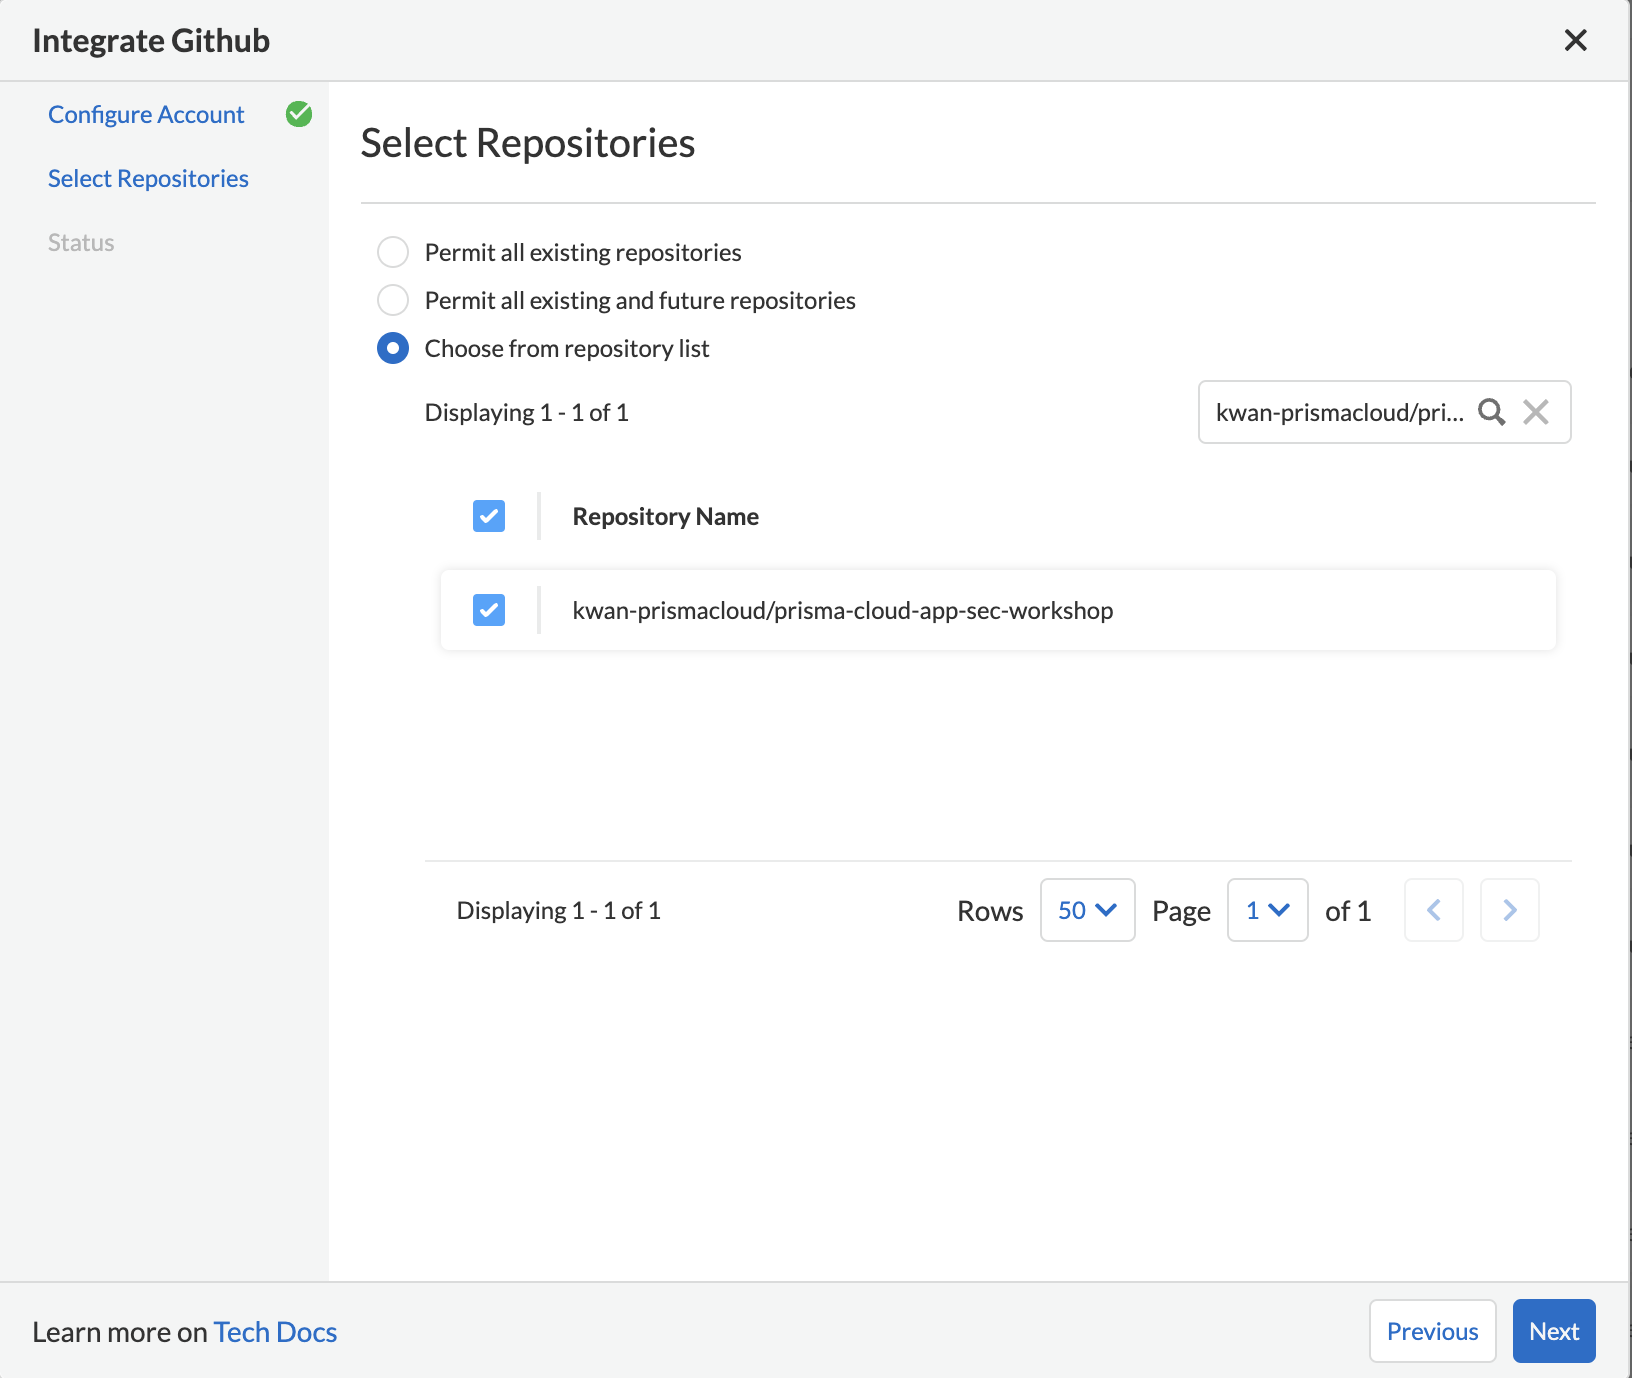 Integrate Github
Configure Account
Select Repositories
Status
Select Repositories
Permit all existing repositories
Permit all existing and future repositories
Choose from repository list
Displaying 1 - 1 of 1
kwan-prismacloud/pri...
Repository Name
kwan-prismacloud/prisma-cloud-app-sec-workshop
Displaying 1 - 1 of 1
Rows 50 Page 1 of 1
Learn more on Tech Docs
Previous
Next